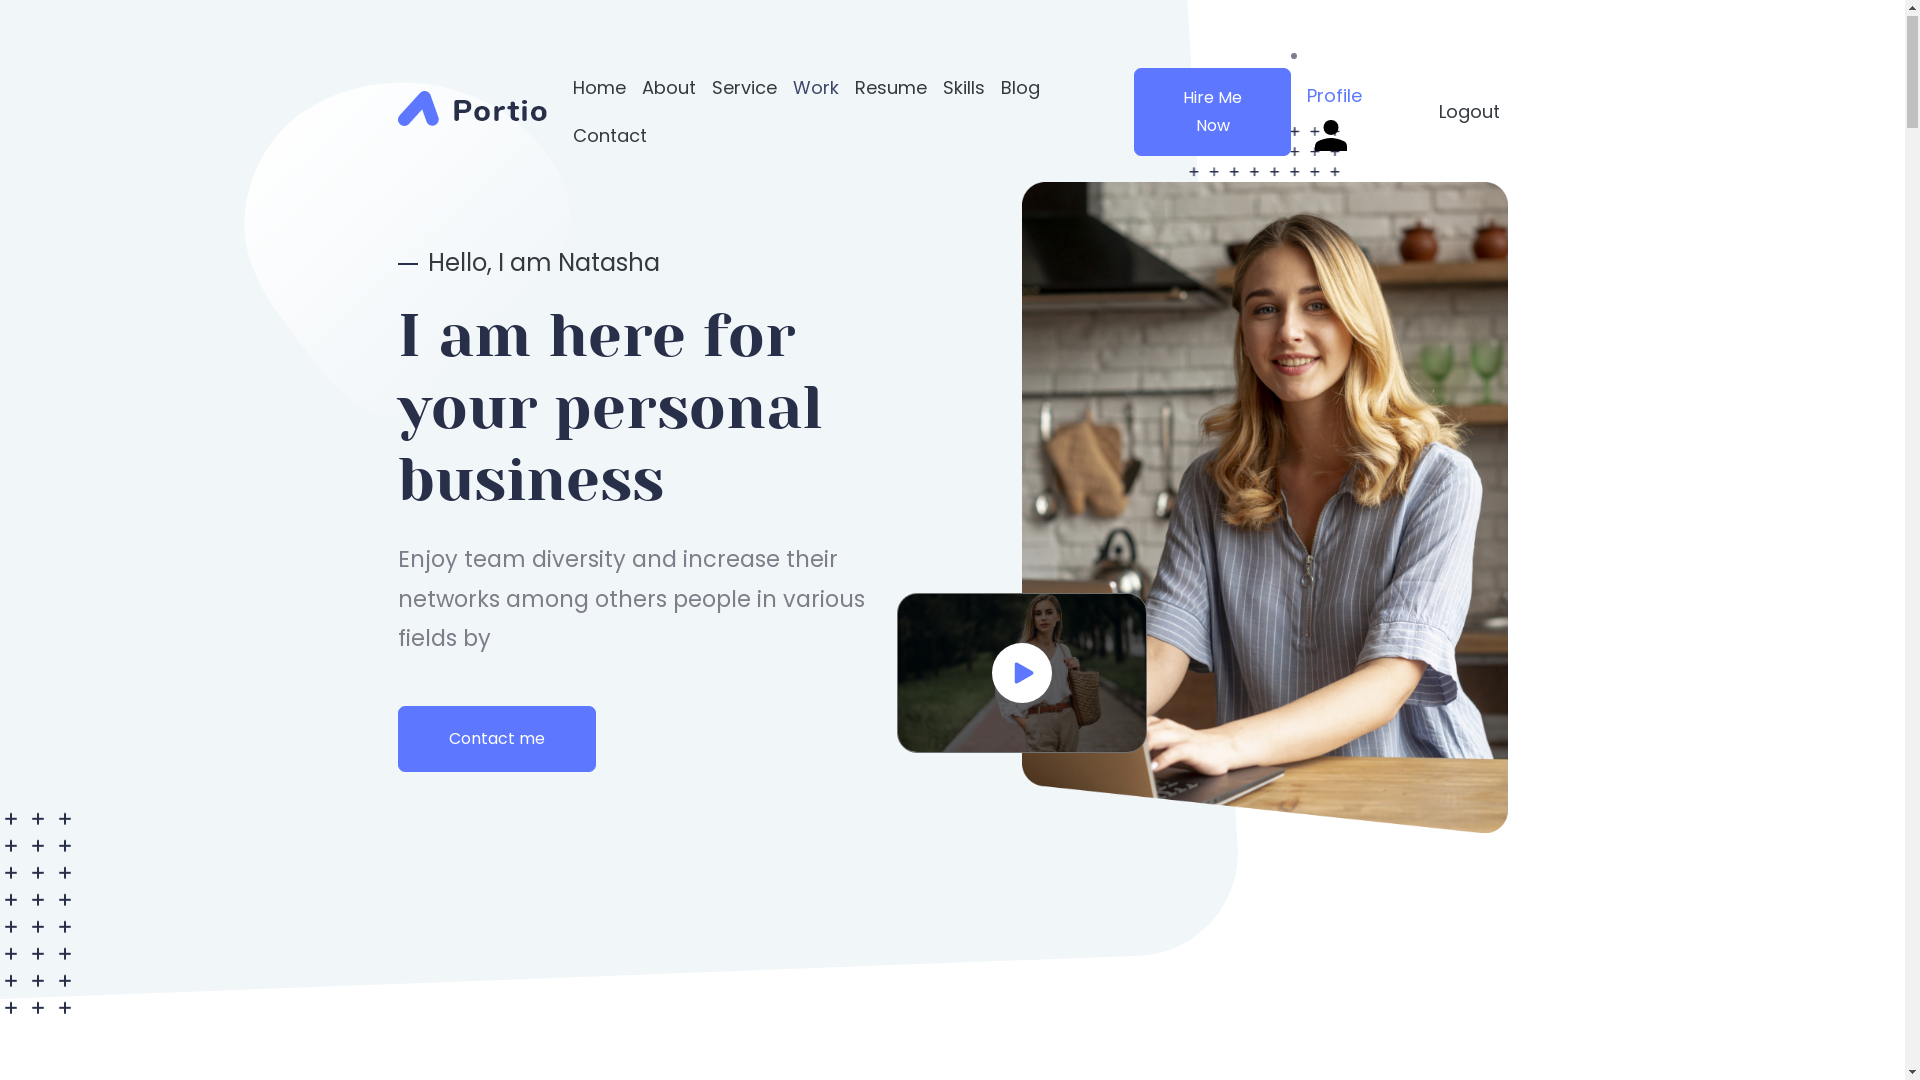 Portio
Home About Service Work Resume Skills Blog
Contact
Hire Me
Now
Profile
Logout
Hello, I am Natasha
I am here for
your personal
business
Enjoy team diversity and increase their
networks among others people in various
fields by
Contact me